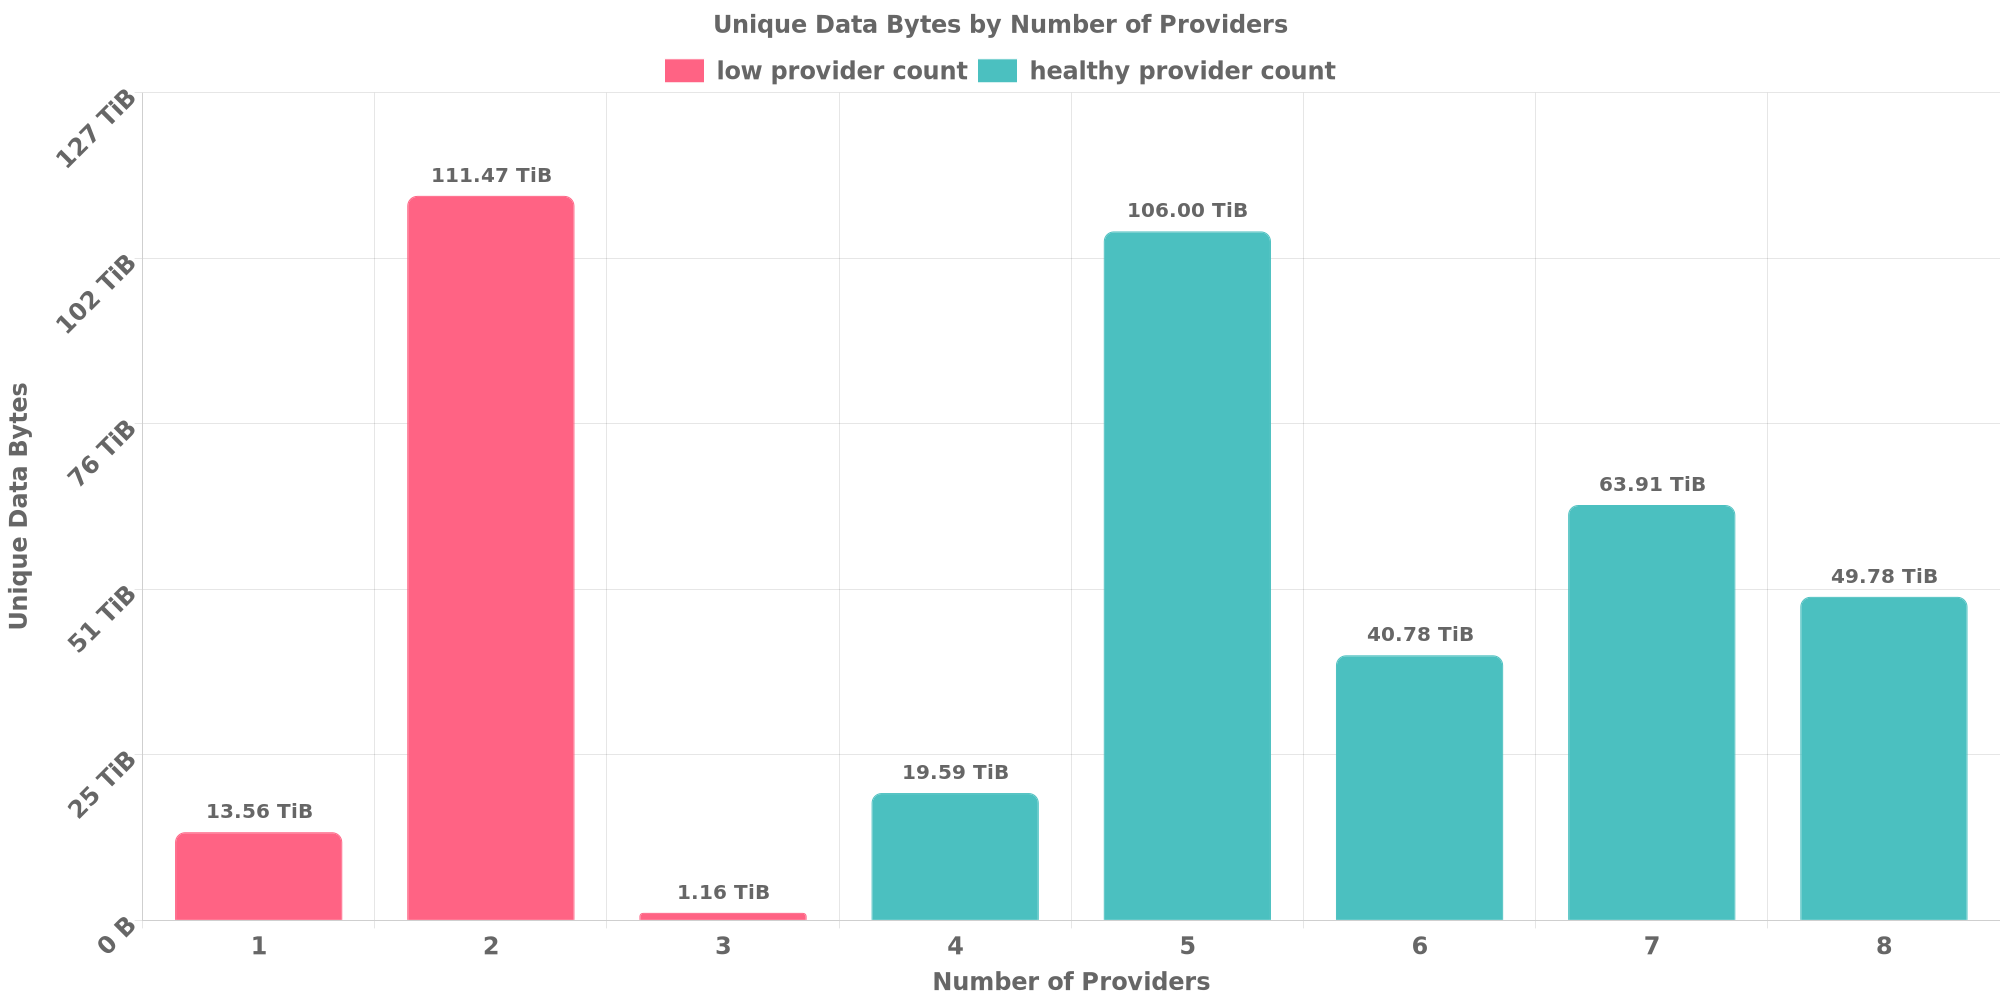 Unique Data Bytes by Number of Providers
low provider count healthy provider count
127 TiB
102 TiB
76 TiB
51 TiB
25 TiB
0 B
Unique Data Bytes
13.56 TiB
111.47 TiB
1.16 TiB
19.59 TiB
106.00 TiB
40.78 TiB
63.91 TiB
49.78 TiB
1 2 3 4 5 6 7 8
Number of Providers